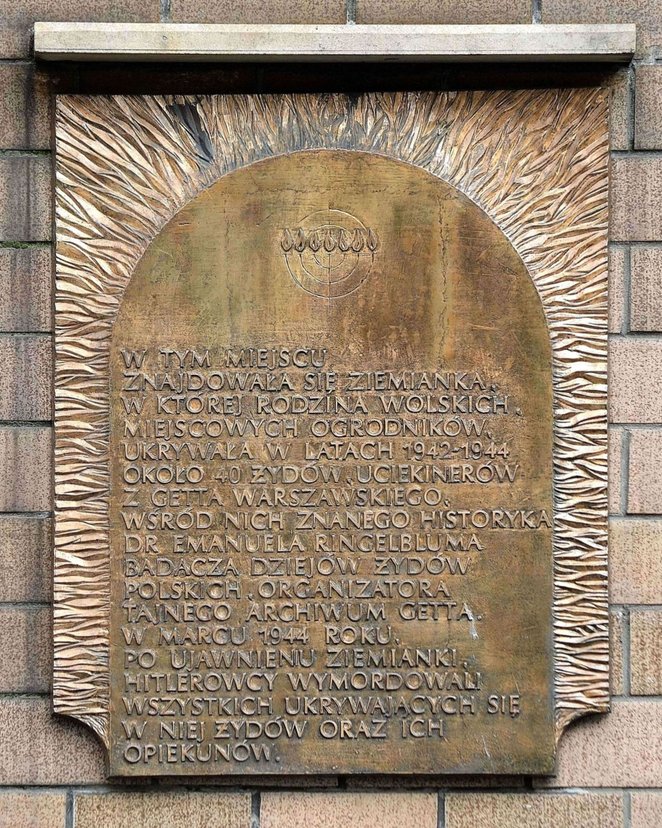 W TYM MIEJSCU
ZNAJDOWAŁA SIĘ ZIEMIANKA,
W KTÓREJ RODZINA WOLSKICH,
MIEJSCOWYCH OGRODNIKÓW,
UKRYWAŁA W LATACH 1942-1944
OKOŁO 40 ŻYDÓW, UCIEKINERÓW
Z GETTA WARSZAWSKIEGO,
WŚRÓD NICH ZNANEGO HISTORYKA
DR EMANUELA RINGELBLUMA
BADACZA DZIEJÓW ŻYDÓW
POLSKICH, ORGANIZATORA
TAJNEGO ARCHIWUM GETTA.
W MARCU 1944 ROKU,
PO UJAWNIENIU ZIEMIANKI,
HITLEROWCY WYMORDOWALI
WSZYSTKICH UKRYWAJĄCYCH SIĘ
W NIEJ ŻYDÓW ORAZ ICH
OPIEKUNÓW.